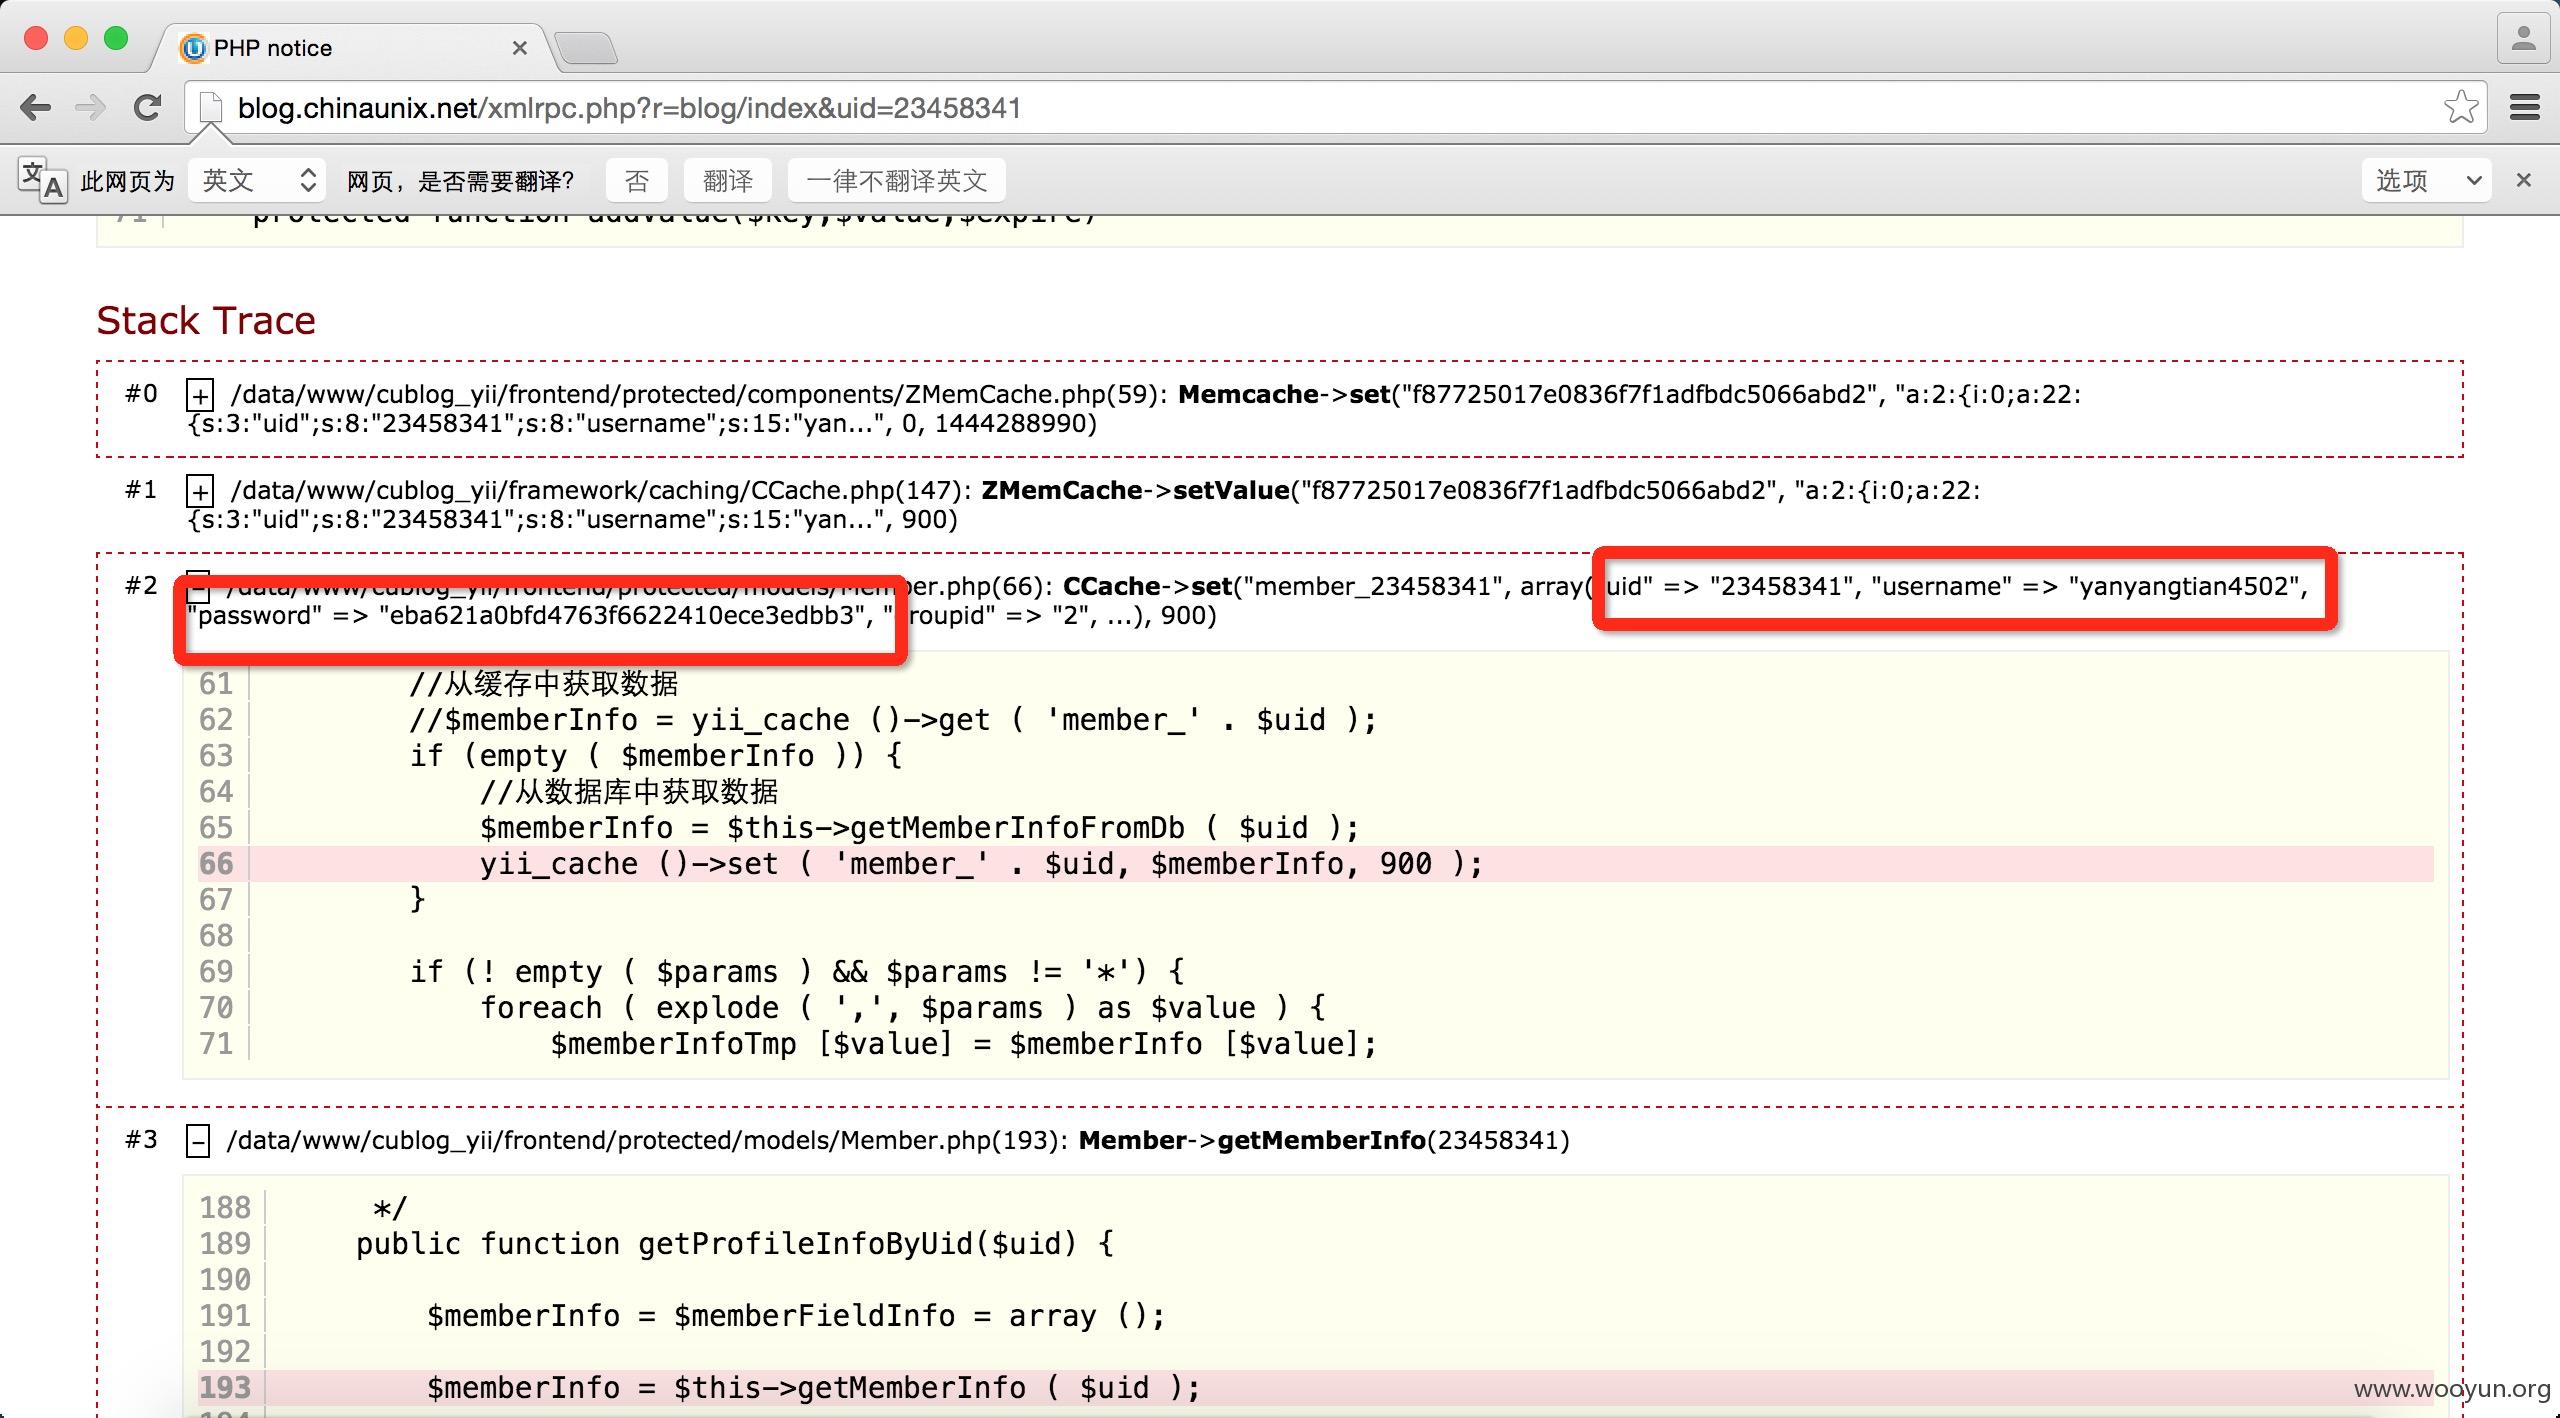 PHP notice
blog.chinaunix.net/xmlrpc.php?r=blog/index&uid=23458341
此网页为 英文 网页，是否需要翻译? 否 翻译 一律不翻译英文 选项
71 protected function addValue($key,$value,$expire)
Stack Trace
#0 + /data/www/cublog_yii/frontend/protected/components/ZMemCache.php(59): Memcache->set("f87725017e0836f7f1adfbdc5066abd2", "a:2:{i:0;a:22:
{s:3:"uid";s:8:"23458341";s:8:"username";s:15:"yan...", 0, 1444288990)
#1 + /data/www/cublog_yii/framework/caching/CCache.php(147): ZMemCache->setValue("f87725017e0836f7f1adfbdc5066abd2", "a:2:{i:0;a:22:
{s:3:"uid";s:8:"23458341";s:8:"username";s:15:"yan...", 900)
#2 – /data/www/cublog_yii/frontend/protected/models/Member.php(66): CCache->set("member_23458341", array("uid" => "23458341", "username" => "yanyangtian4502",
"password" => "eba621a0bfd4763f6622410ece3edbb3", "groupid" => "2", ...), 900)
61 //从缓存中获取数据
62 //$memberInfo = yii_cache ()->get ( 'member_' . $uid );
63 if (empty ( $memberInfo )) {
64 //从数据库中获取数据
65 $memberInfo = $this->getMemberInfoFromDb ( $uid );
66 yii_cache ()->set ( 'member_' . $uid, $memberInfo, 900 );
67 }
68
69 if (! empty ( $params ) && $params != '*') {
70 foreach ( explode ( ',', $params ) as $value ) {
71 $memberInfoTmp [$value] = $memberInfo [$value];
#3 – /data/www/cublog_yii/frontend/protected/models/Member.php(193): Member->getMemberInfo(23458341)
188 */
189 public function getProfileInfoByUid($uid) {
190
191 $memberInfo = $memberFieldInfo = array ();
192
193 $memberInfo = $this->getMemberInfo ( $uid );
194
www.wooyun.org